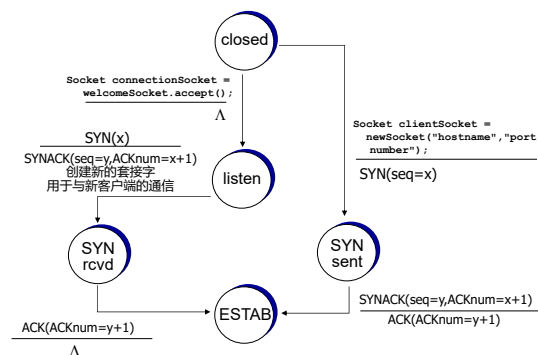 closed
Socket connectionSocket =
welcomeSocket.accept();
Λ
Socket clientSocket =
newSocket("hostname","port
number");
SYN(seq=x)
SYN(x)
SYNACK(seq=y,ACKnum=x+1)
创建新的套接字
用于与新客户端的通信
listen
SYN
rcvd
SYN
sent
ESTAB
SYNACK(seq=y,ACKnum=x+1)
ACK(ACKnum=y+1)
ACK(ACKnum=y+1)
Λ